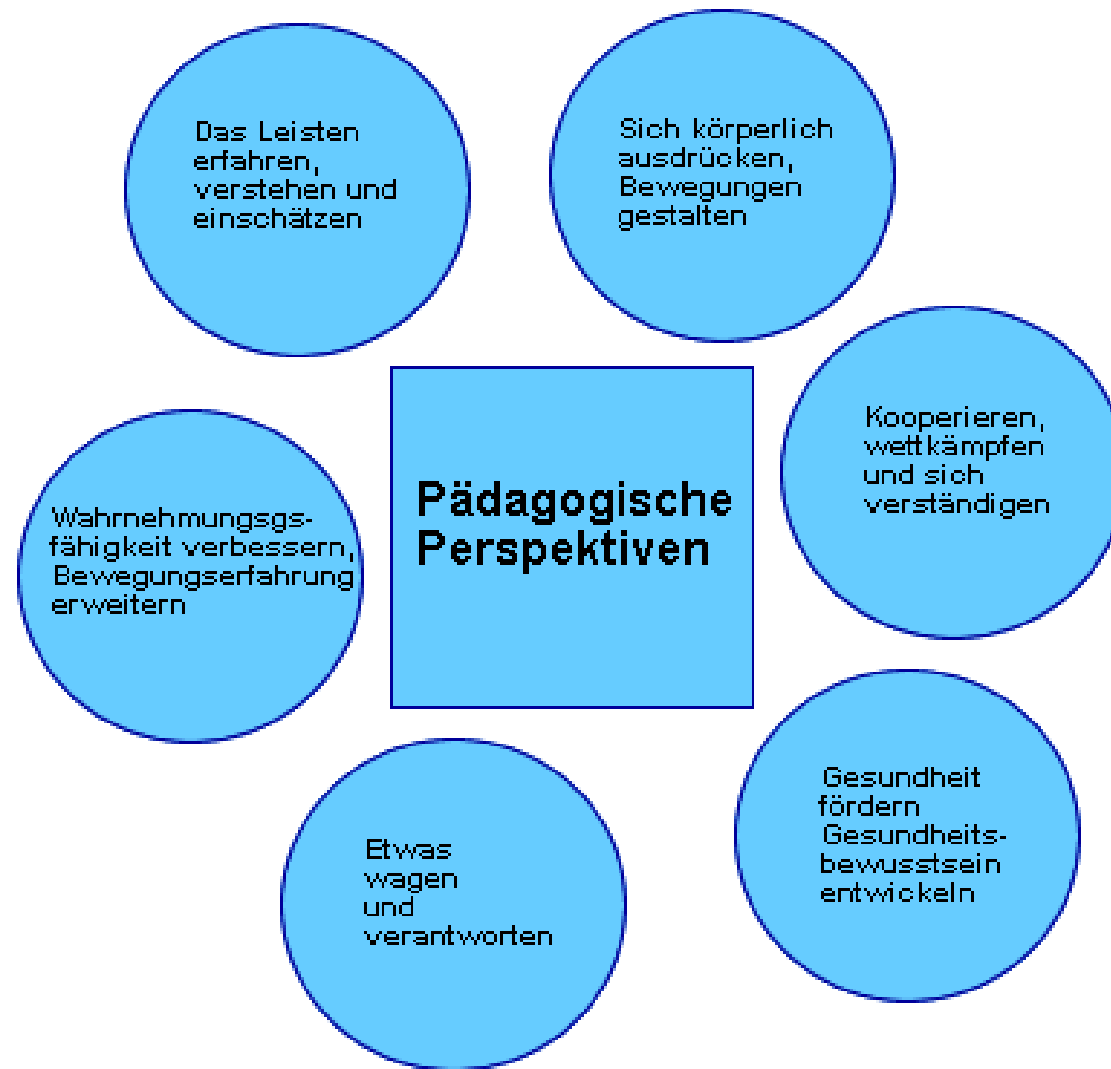 Das Leisten
erfahren,
verstehen und
einschätzen
Sich körperlich
ausdrücken,
Bewegungen
gestalten
Kooperieren,
wettkämpfen
und sich
verständigen
Pädagogische
Perspektiven
Wahrnehmungsgs-
fähigkeit verbessern,
Bewegungserfahrung
erweitern
Gesundheit
fördern
Gesundheits-
bewusstsein
entwickeln
Etwas
wagen
und
verantworten